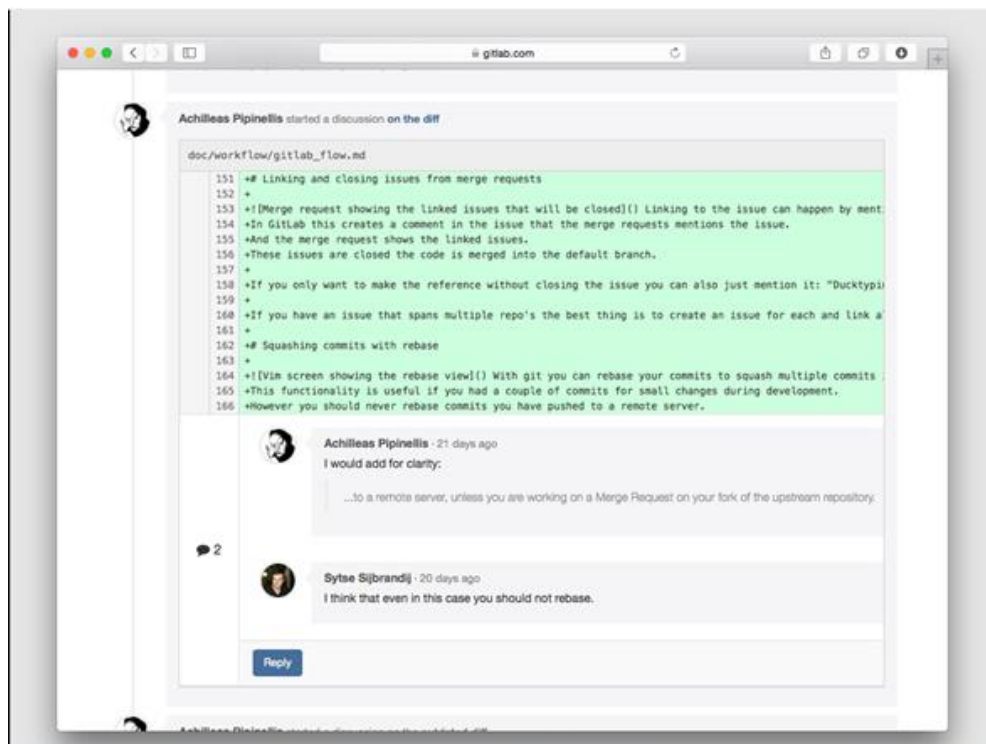 gitlab.com
Achilleas Pipinellis started a discussion on the diff
doc/workflow/gitlab_flow.md
151 +# Linking and closing issues from merge requests
152 +
153 +![Merge request showing the linked issues that will be closed]() Linking to the issue can happen by ment
154 +In GitLab this creates a comment in the issue that the merge requests mentions the issue.
155 +And the merge request shows the linked issues.
156 +These issues are closed the code is merged into the default branch.
157 +
158 +If you only want to make the reference without closing the issue you can also just mention it: "Ducktypi
159 +
160 +If you have an issue that spans multiple repo's the best thing is to create an issue for each and link a
161 +
162 +# Squashing commits with rebase
163 +
164 +![Vim screen showing the rebase view]() With git you can rebase your commits to squash multiple commits
165 +This functionality is useful if you had a couple of commits for small changes during development.
166 +However you should never rebase commits you have pushed to a remote server.
Achilleas Pipinellis · 21 days ago
I would add for clarity:
...to a remote server, unless you are working on a Merge Request on your fork of the upstream repository.
2
Sytse Sijbrandij · 20 days ago
I think that even in this case you should not rebase.
Reply